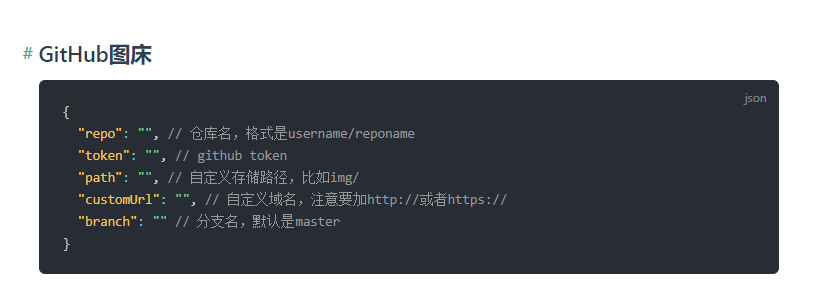 # GitHub图床
json
{
"repo": "", // 仓库名，格式是username/reponame
"token": "", // github token
"path": "", // 自定义存储路径，比如img/
"customUrl": "", // 自定义域名，注意要加http://或者https://
"branch": "" // 分支名，默认是master
}